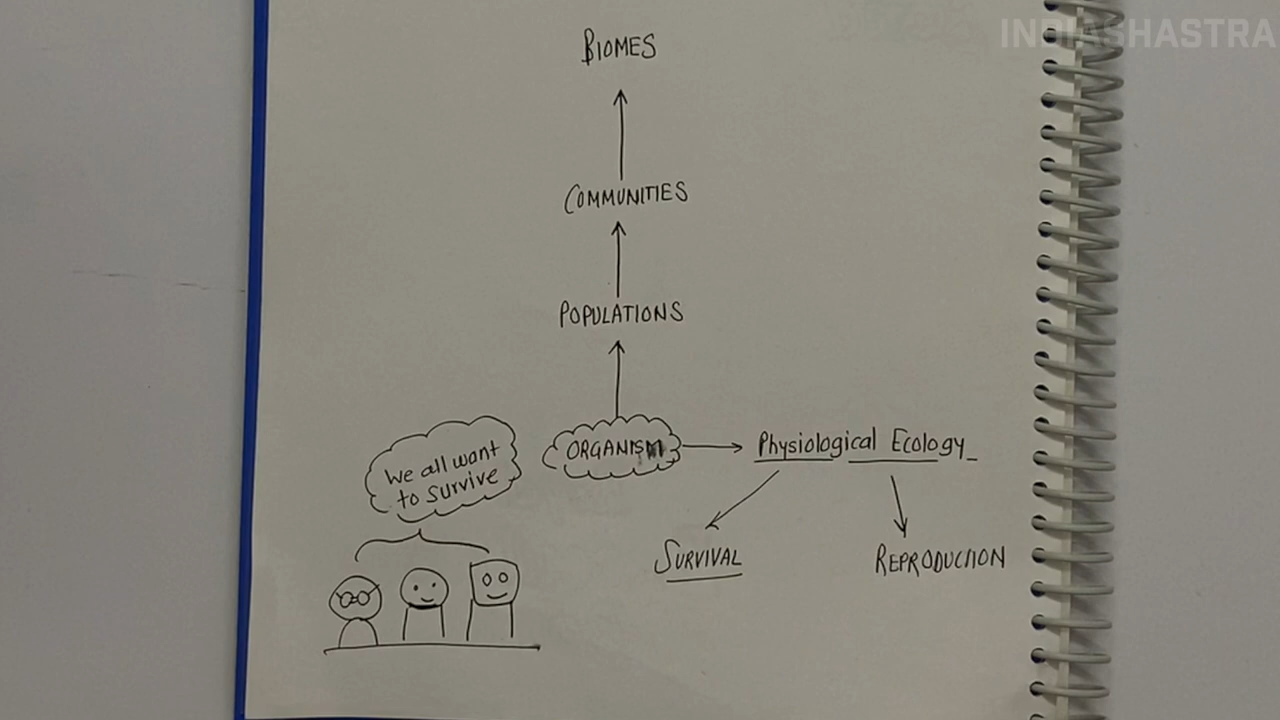 INDIASHASTRA
BIOMES
COMMUNITIES
POPULATIONS
ORGANISM
Physiological Ecology
We all want
to survive
SURVIVAL
REPRODUCTION